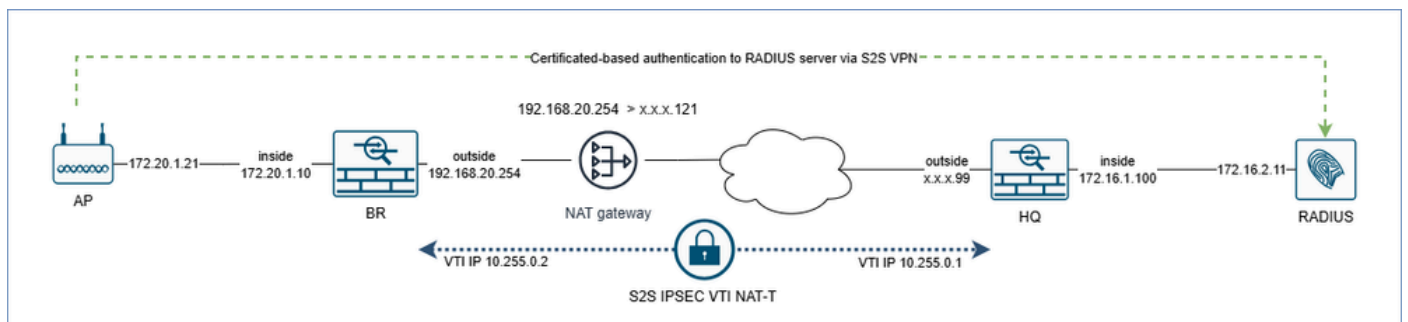 Certificated-based authentication to RADIUS server via S2S VPN
192.168.20.254 > x.x.x.121
172.20.1.21
inside
172.20.1.10
outside
192.168.20.254
outside
x.x.x.99
inside
172.16.1.100
172.16.2.11
AP
BR
NAT gateway
HQ
RADIUS
VTI IP 10.255.0.2
VTI IP 10.255.0.1
S2S IPSEC VTI NAT-T